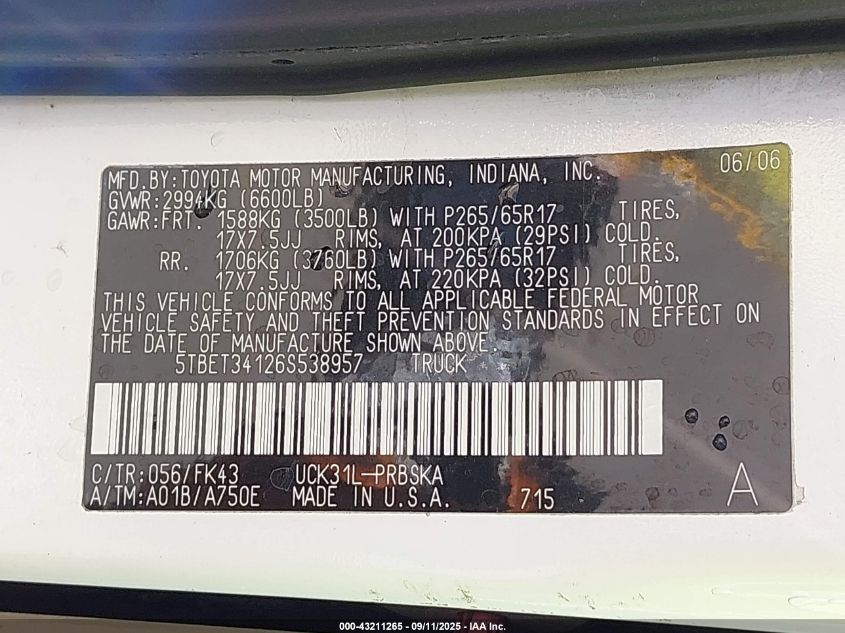 MFD.BY:TOYOTA MOTOR MANUFACTURING, INDIANA, INC. 06/06
GVWR:2994KG (6600LB)
GAWR:FRT. 1588KG (3500LB) WITH P265/65R17 TIRES,
17X7.5JJ RIMS, AT 200KPA (29PSI) COLD.
RR. 1706KG (3760LB) WITH P265/65R17 TIRES,
17X7.5JJ RIMS, AT 220KPA (32PSI) COLD.
THIS VEHICLE CONFORMS TO ALL APPLICABLE FEDERAL MOTOR
VEHICLE SAFETY AND THEFT PREVENTION STANDARDS IN EFFECT ON
THE DATE OF MANUFACTURE SHOWN ABOVE.
5TBET34126S538957 TRUCK
C/TR:056/FK43 UCK31L-PRBSKA
A/TM:A01B/A750E MADE IN U.S.A. 715 A
000-43211265 - 09/11/2025 - IAA Inc.